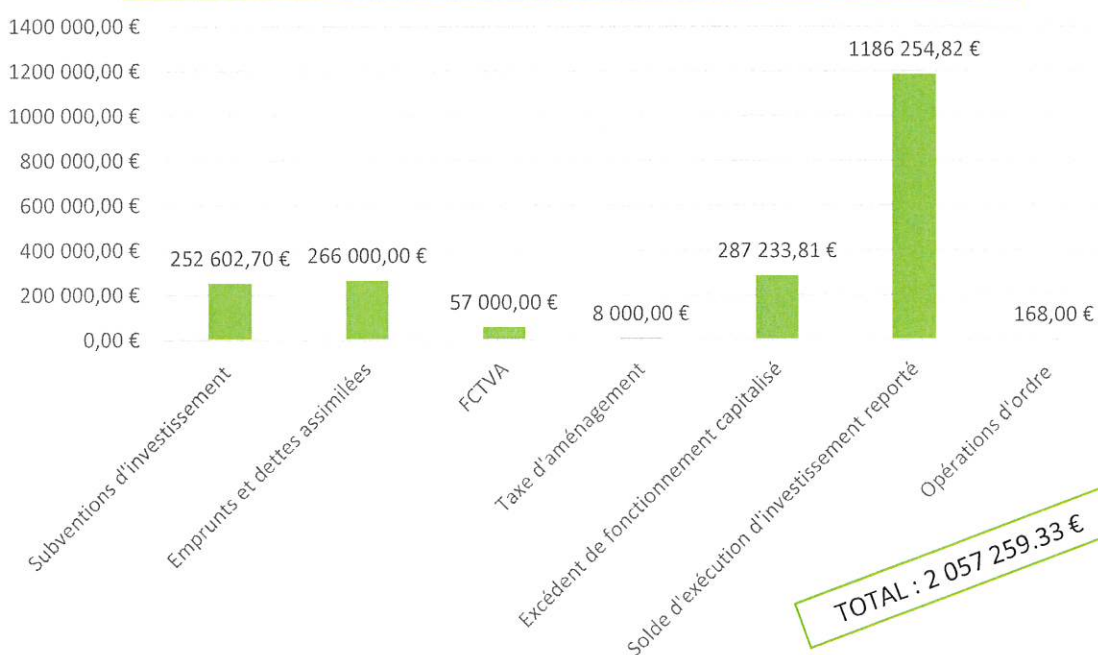 1400 000,00 €
1200 000,00 €
1000 000,00 €
800 000,00 €
600 000,00 €
400 000,00 €
200 000,00 €
0,00 €
252 602,70 €
266 000,00 €
57 000,00 €
8 000,00 €
287 233,81 €
1186 254,82 €
168,00 €
Subventions d'investissement
Emprunts et dettes assimilées
FCTVA
Taxe d'aménagement
Excédent de fonctionnement capitalisé
Solde d'exécution d'investissement reporté
Opérations d'ordre
TOTAL : 2 057 259.33 €